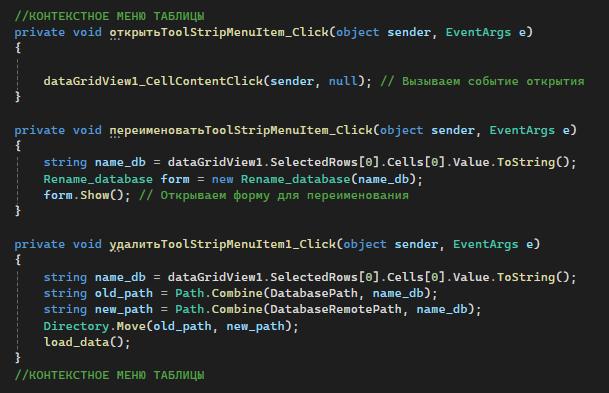 //КОНТЕКСТНОЕ МЕНЮ ТАБЛИЦЫ
private void открытьToolStripMenuItem_Click(object sender, EventArgs e)
{
dataGridView1_CellContentClick(sender, null); // Вызываем событие открытия
}
private void переименоватьToolStripMenuItem_Click(object sender, EventArgs e)
{
string name_db = dataGridView1.SelectedRows[0].Cells[0].Value.ToString();
Rename_database form = new Rename_database(name_db);
form.Show(); // Открываем форму для переименования
}
private void удалитьToolStripMenuItem1_Click(object sender, EventArgs e)
{
string name_db = dataGridView1.SelectedRows[0].Cells[0].Value.ToString();
string old_path = Path.Combine(DatabasePath, name_db);
string new_path = Path.Combine(DatabaseRemotePath, name_db);
Directory.Move(old_path, new_path);
load_data();
}
//КОНТЕКСТНОЕ МЕНЮ ТАБЛИЦЫ